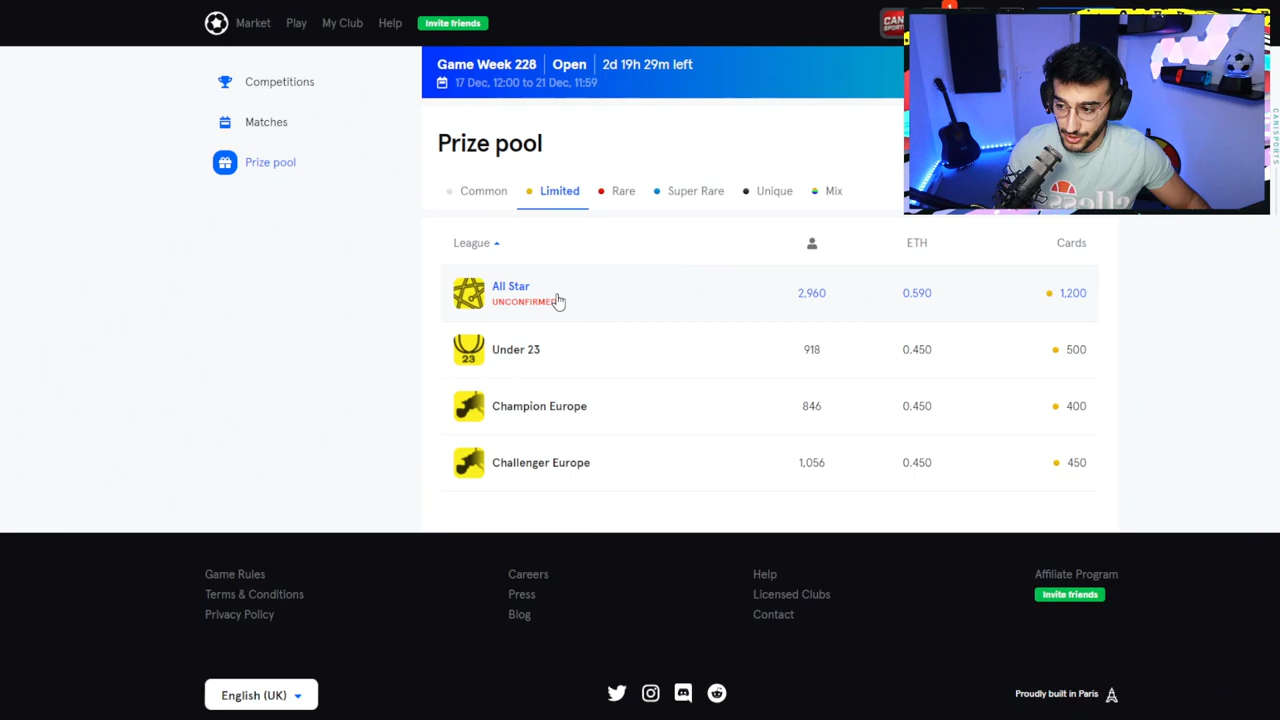 Market Play My Club Help Invite friends
Game Week 228 Open 2d 19h 29m left
17 Dec, 12:00 to 21 Dec, 11:59
Competitions
Matches
Prize pool
Prize pool
Common Limited Rare Super Rare Unique Mix
League ETH Cards
All Star 2,960 0.590 1,200
UNCONFIRMED
23
Under 23 918 0.450 500
Champion Europe 846 0.450 400
Challenger Europe 1,056 0.450 450
CANISPORTS
Game Rules
Terms & Conditions
Privacy Policy
Careers
Press
Blog
Help
Licensed Clubs
Contact
Affiliate Program
Invite friends
English (UK)
Proudly built in Paris